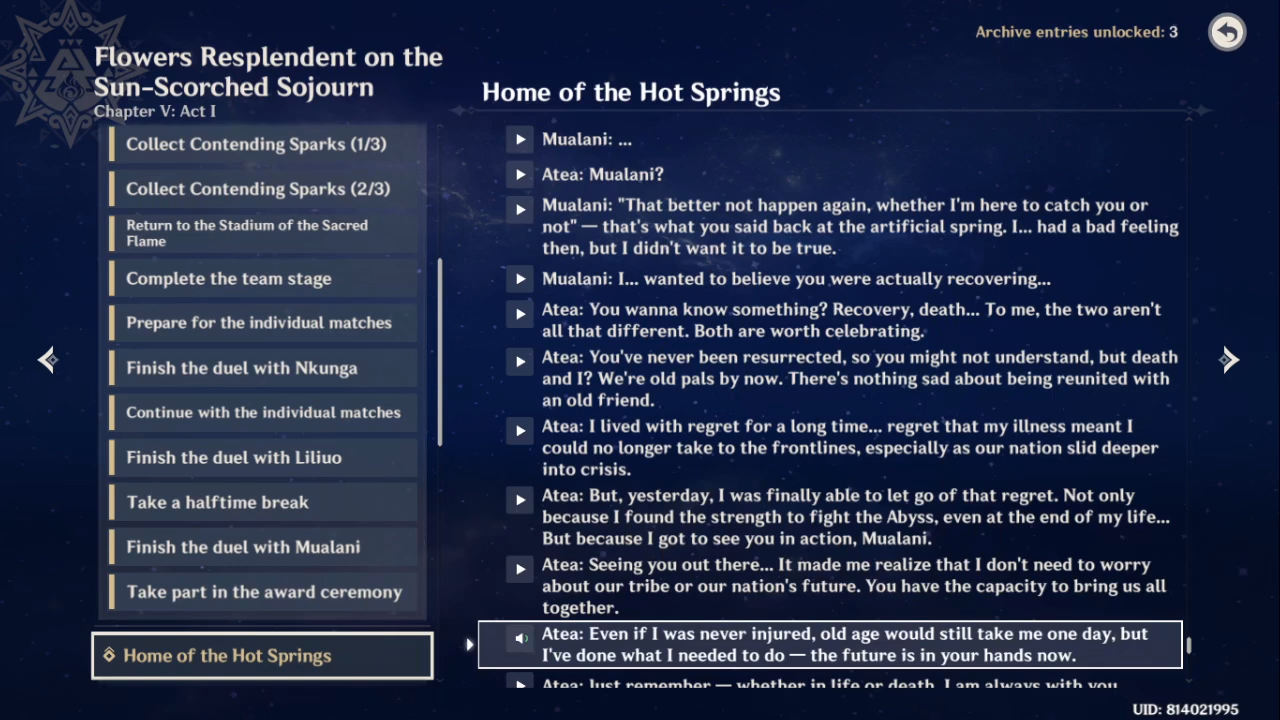 Archive entries unlocked: 3
Flowers Resplendent on the
Sun-Scorched Sojourn
Chapter V: Act I
Collect Contending Sparks (1/3)
Collect Contending Sparks (2/3)
Return to the Stadium of the Sacred
Flame
Complete the team stage
Prepare for the individual matches
Finish the duel with Nkunga
Continue with the individual matches
Finish the duel with Liliuo
Take a halftime break
Finish the duel with Mualani
Take part in the award ceremony
Home of the Hot Springs
Home of the Hot Springs
Mualani: ...
Atea: Mualani?
Mualani: "That better not happen again, whether I'm here to catch you or
not" — that's what you said back at the artificial spring. I... had a bad feeling
then, but I didn't want it to be true.
Mualani: I... wanted to believe you were actually recovering...
Atea: You wanna know something? Recovery, death... To me, the two aren't
all that different. Both are worth celebrating.
Atea: You've never been resurrected, so you might not understand, but death
and I? We're old pals by now. There's nothing sad about being reunited with
an old friend.
Atea: I lived with regret for a long time... regret that my illness meant I
could no longer take to the frontlines, especially as our nation slid deeper
into crisis.
Atea: But, yesterday, I was finally able to let go of that regret. Not only
because I found the strength to fight the Abyss, even at the end of my life...
But because I got to see you in action, Mualani.
Atea: Seeing you out there... It made me realize that I don't need to worry
about our tribe or our nation's future. You have the capacity to bring us all
together.
Atea: Even if I was never injured, old age would still take me one day, but
I've done what I needed to do — the future is in your hands now.
Atea: Just remember — whether in life or death, I am always with you
UID: 814021995